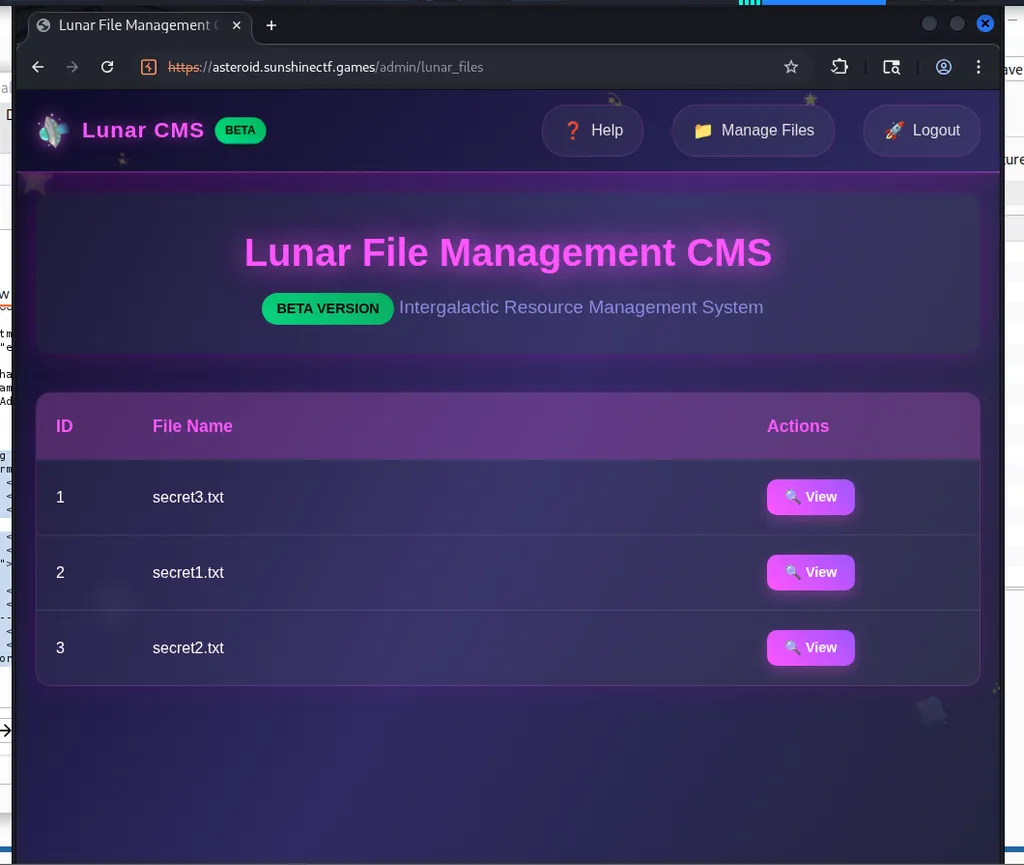 Lunar File Management C
https://asteroid.sunshinectf.games/admin/lunar_files
Lunar CMS BETA
❓ Help
📁 Manage Files
🚀 Logout
Lunar File Management CMS
BETA VERSION Intergalactic Resource Management System
ID File Name Actions
1 secret3.txt 🔍 View
2 secret1.txt 🔍 View
3 secret2.txt 🔍 View